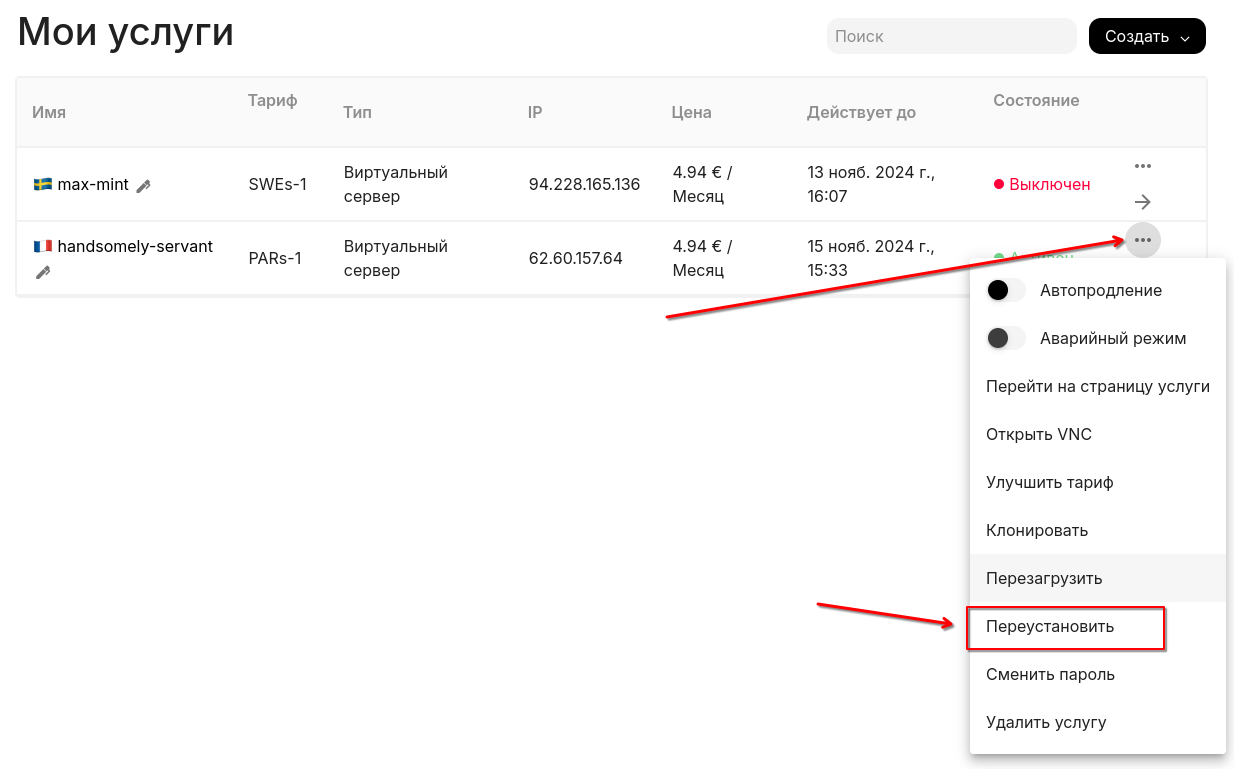 Мои услуги
Поиск
Создать
Имя Тариф Тип IP Цена Действует до Состояние
max-mint SWEs-1 Виртуальный сервер 94.228.165.136 4.94 € / Месяц 13 нояб. 2024 г., 16:07 Выключен
handsomely-servant PARs-1 Виртуальный сервер 62.60.157.64 4.94 € / Месяц 15 нояб. 2024 г., 15:33
Автопродление
Аварийный режим
Перейти на страницу услуги
Открыть VNC
Улучшить тариф
Клонировать
Перезагрузить
Переустановить
Сменить пароль
Удалить услугу